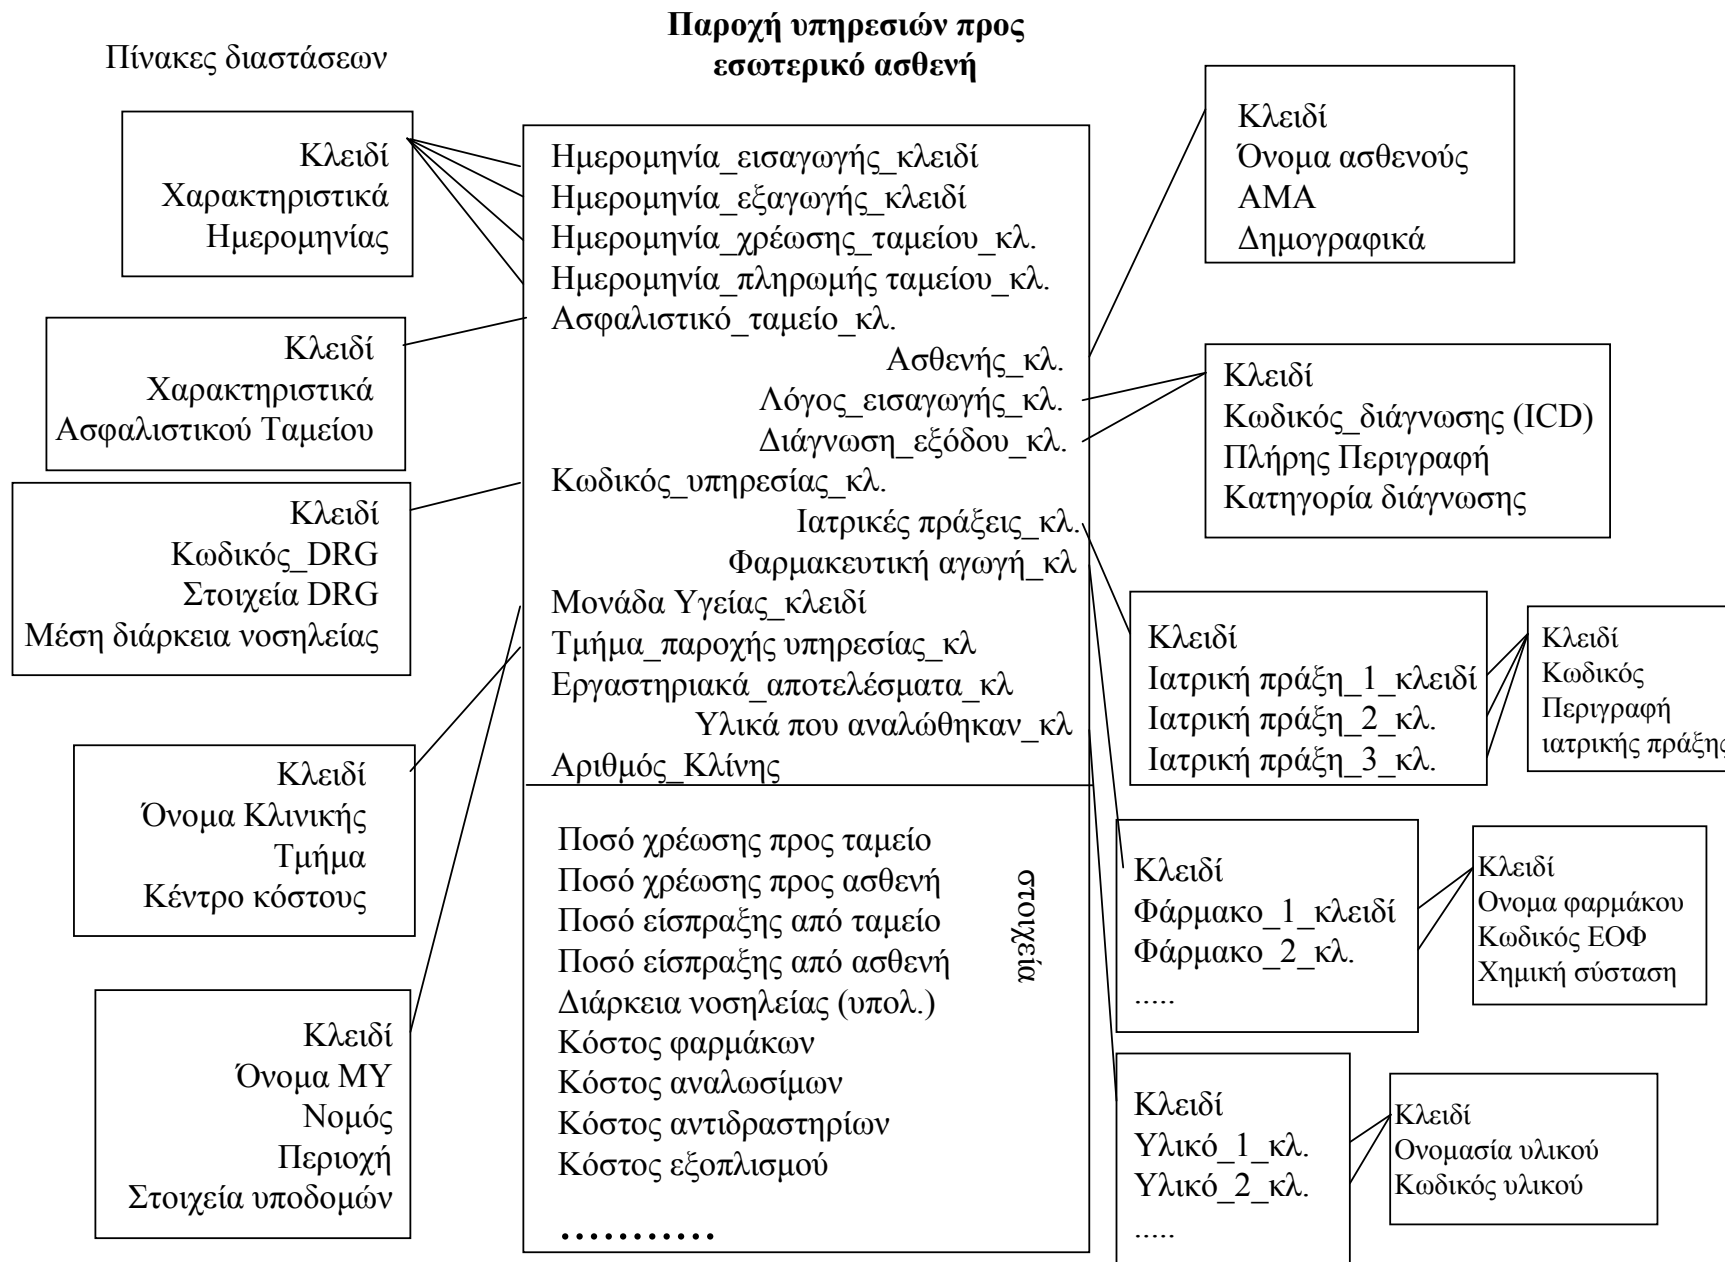 Παροχή υπηρεσιών προς
εσωτερικό ασθενή
Πίνακες διαστάσεων
Κλειδί
Χαρακτηριστικά
Ημερομηνίας
Κλειδί
Χαρακτηριστικά
Ασφαλιστικού Ταμείου
Κλειδί
Κωδικός_DRG
Στοιχεία DRG
Μέση διάρκεια νοσηλείας
Κλειδί
Όνομα Κλινικής
Τμήμα
Κέντρο κόστους
Κλειδί
Όνομα ΜΥ
Νομός
Περιοχή
Στοιχεία υποδομών
Ημερομηνία_εισαγωγής_κλειδί
Ημερομηνία_εξαγωγής_κλειδί
Ημερομηνία_χρέωσης_ταμείου_κλ.
Ημερομηνία_πληρωμής ταμείου_κλ.
Ασφαλιστικό_ταμείο_κλ.
Ασθενής_κλ.
Λόγος_εισαγωγής_κλ.
Διάγνωση_εξόδου_κλ.
Κωδικός_υπηρεσίας_κλ.
Ιατρικές πράξεις_κλ.
Φαρμακευτική αγωγή_κλ
Μονάδα Υγείας_κλειδί
Τμήμα_παροχής υπηρεσίας_κλ
Εργαστηριακά_αποτελέσματα_κλ
Υλικά που αναλώθηκαν_κλ
Αριθμός_Κλίνης
Ποσό χρέωσης προς ταμείο
Ποσό χρέωσης προς ασθενή
Ποσό είσπραξης από ταμείο
Ποσό είσπραξης από ασθενή
Διάρκεια νοσηλείας (υπολ.)
Κόστος φαρμάκων
Κόστος αναλωσίμων
Κόστος αντιδραστηρίων
Κόστος εξοπλισμού
...........
στοιχεία
Κλειδί
Όνομα ασθενούς
ΑΜΑ
Δημογραφικά
Κλειδί
Κωδικός_διάγνωσης (ICD)
Πλήρης Περιγραφή
Κατηγορία διάγνωσης
Κλειδί
Ιατρική πράξη_1_κλειδί
Ιατρική πράξη_2_κλ.
Ιατρική πράξη_3_κλ.
Κλειδί
Κωδικός
Περιγραφή
ιατρικής πράξης
Κλειδί
Φάρμακο_1_κλειδί
Φάρμακο_2_κλ.
.....
Κλειδί
Ονομα φαρμάκου
Κωδικός ΕΟΦ
Χημική σύσταση
Κλειδί
Υλικό_1_κλ.
Υλικό_2_κλ.
.....
Κλειδί
Ονομασία υλικού
Κωδικός υλικού